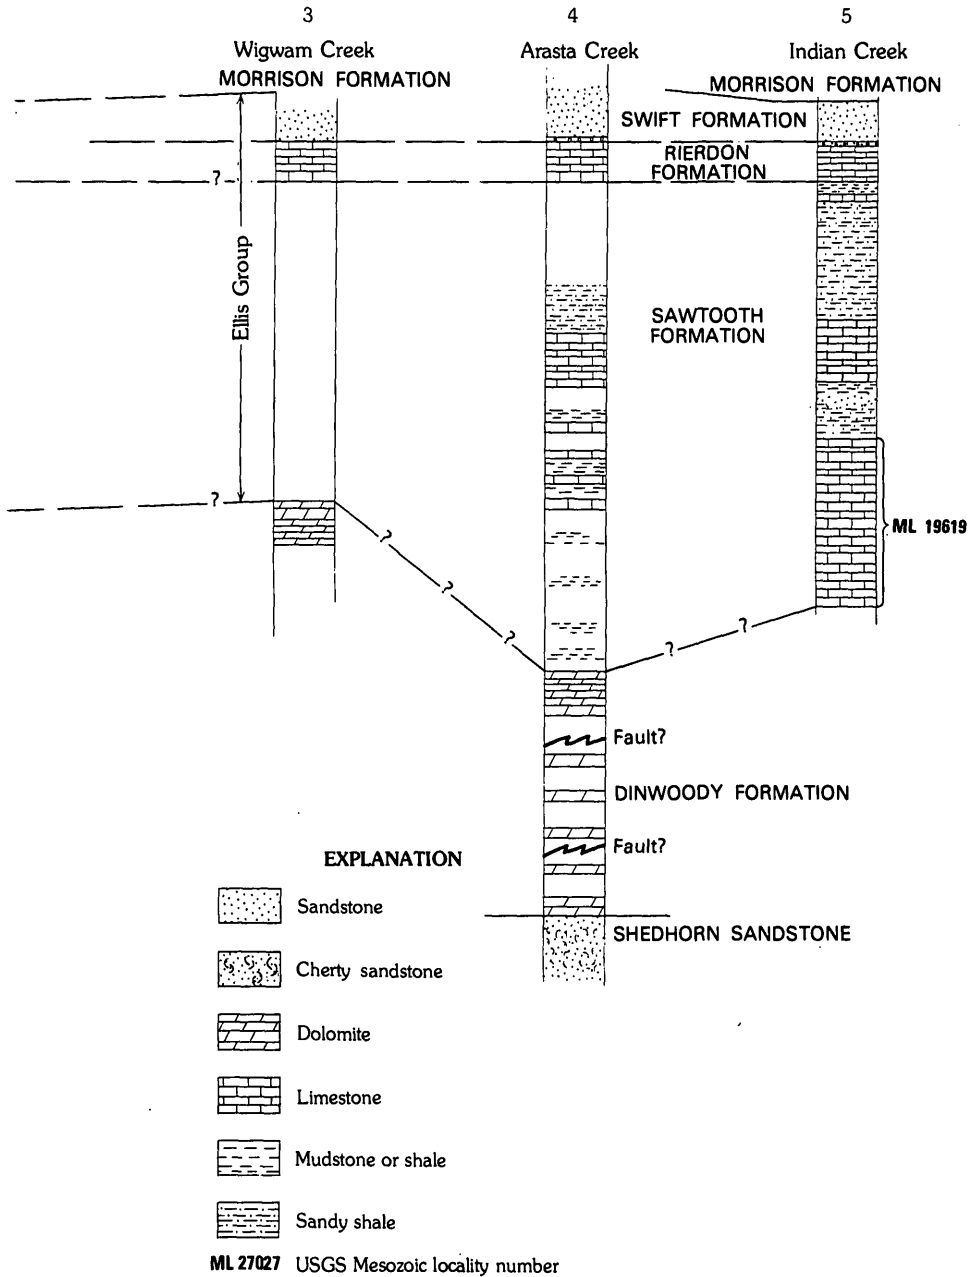 3
4
5
Wigwam Creek
Arasta Creek
Indian Creek
MORRISON FORMATION
MORRISON FORMATION
SWIFT FORMATION
RIERDON
FORMATION
?
Ellis Group
SAWTOOTH
FORMATION
?
ML 19619
?
?
?
?
?
Fault?
DINWOODY FORMATION
Fault?
SHEDHORN SANDSTONE
EXPLANATION
Sandstone
Cherty sandstone
Dolomite
Limestone
Mudstone or shale
Sandy shale
ML 27027 USGS Mesozoic locality number